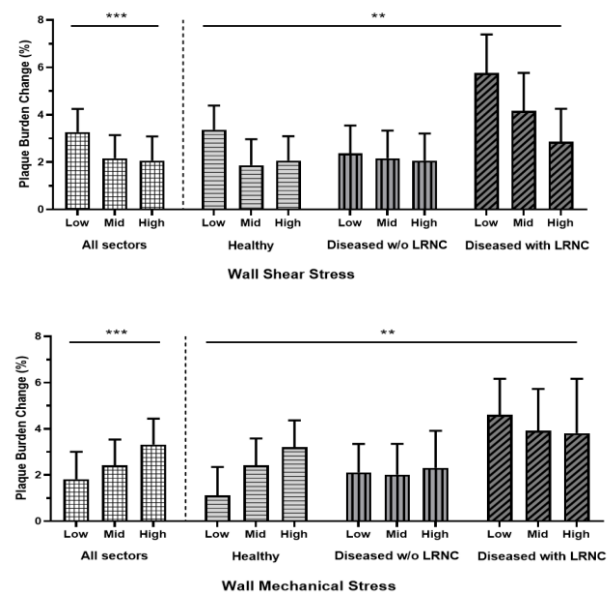 *** **
8
6
4
2
0
Plaque Burden Change (%)
Low Mid High Low Mid High Low Mid High Low Mid High
All sectors Healthy Diseased w/o LRNC Diseased with LRNC
Wall Shear Stress
*** **
8
6
4
2
0
Plaque Burden Change (%)
Low Mid High Low Mid High Low Mid High Low Mid High
All sectors Healthy Diseased w/o LRNC Diseased with LRNC
Wall Mechanical Stress